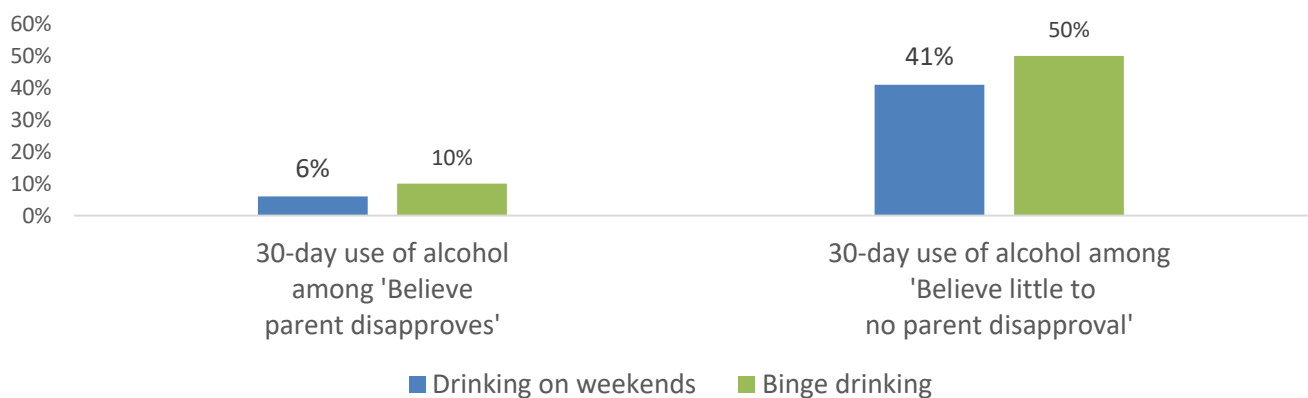 60%
50%
40%
30%
20%
10%
0%
6%
10%
41%
50%
30-day use of alcohol
among 'Believe
parent disapproves'
30-day use of alcohol among
'Believe little to
no parent disapproval'
Drinking on weekends
Binge drinking